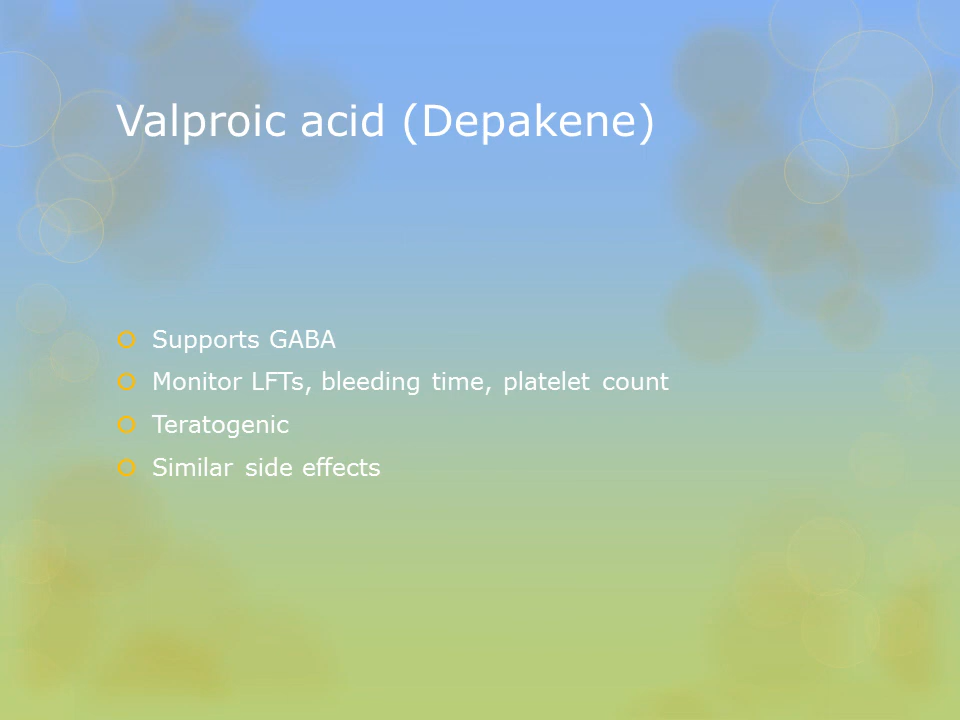 Valproic acid (Depakene)
Supports GABA
Monitor LFTs, bleeding time, platelet count
Teratogenic
Similar side effects